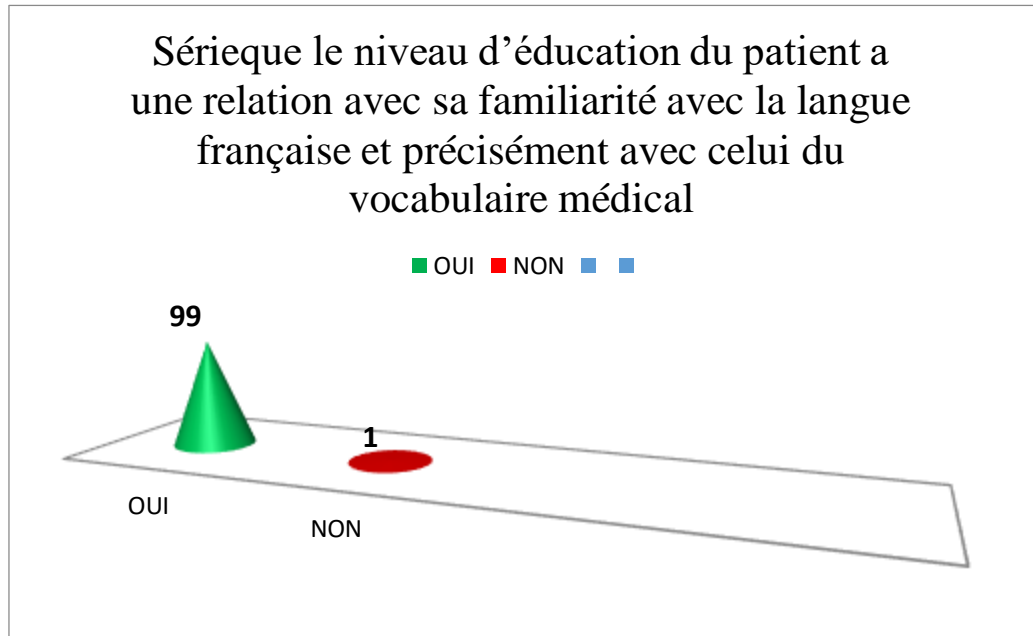 Sérieque le niveau d’éducation du patient a
une relation avec sa familiarité avec la langue
française et précisément avec celui du
vocabulaire médical
OUI NON
99
1
OUI
NON